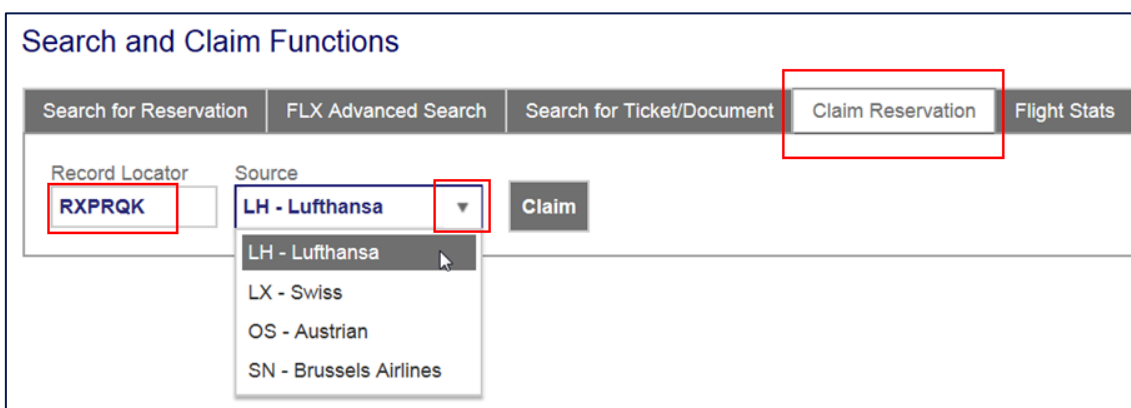 Search and Claim Functions
Search for Reservation FLX Advanced Search Search for Ticket/Document Claim Reservation Flight Stats
Record Locator Source
RXPRQK LH - Lufthansa Claim
LH - Lufthansa
LX - Swiss
OS - Austrian
SN - Brussels Airlines